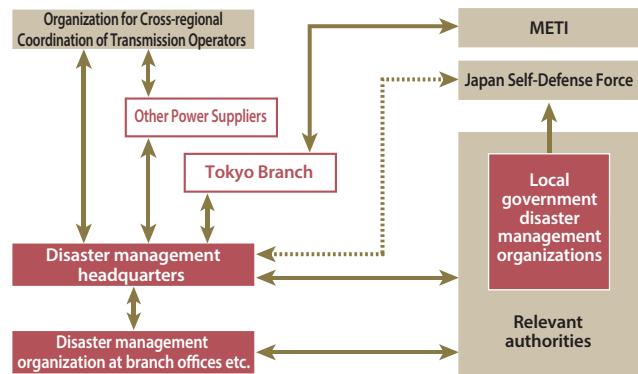 Organization for Cross-regional
Coordination of Transmission Operators
METI
Japan Self-Defense Force
Other Power Suppliers
Tokyo Branch
Local
government
disaster
management
organizations
Disaster management
headquarters
Relevant
authorities
Disaster management
organization at branch offices etc.